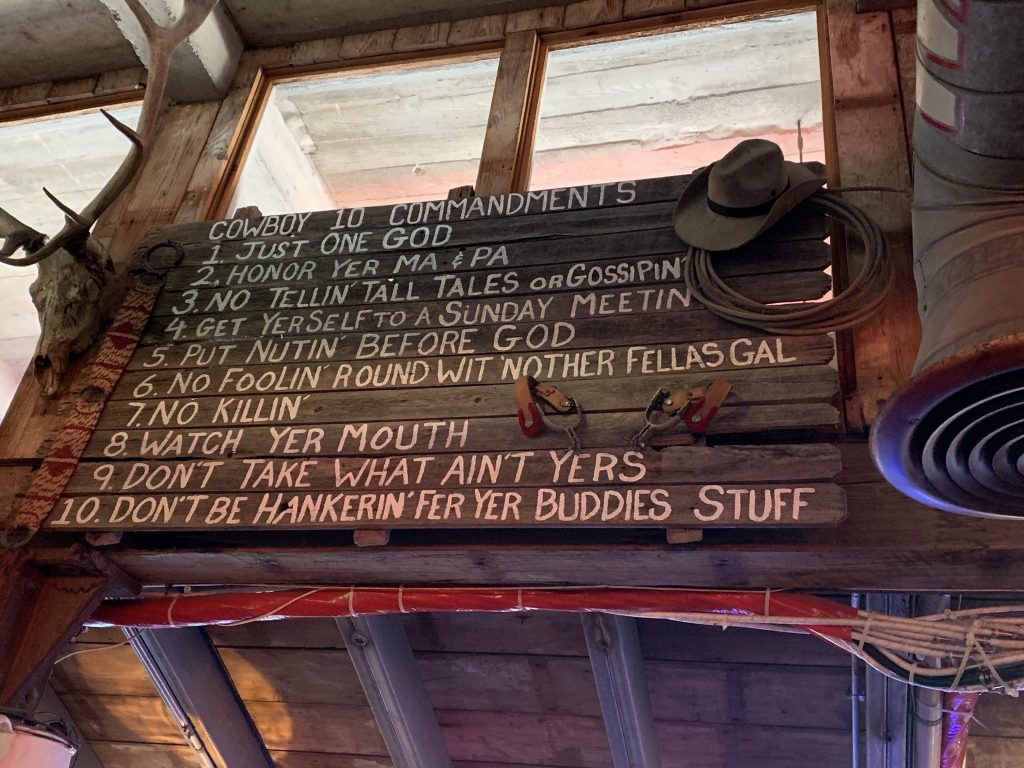 COWBOY 10 COMMANDMENTS
1. JUST ONE GOD
2. HONOR YER MA & PA
3. NO TELLIN' TALL TALES OR GOSSIPIN'
4. GET YERSELF TO A SUNDAY MEETIN
5. PUT NUTIN' BEFORE GOD
6. NO FOOLIN' ROUND WIT 'NOTHER FELLAS GAL
7. NO KILLIN'
8. WATCH YER MOUTH
9. DON'T TAKE WHAT AIN'T YERS
10. DON'T BE HANKERIN' FER YER BUDDIES STUFF